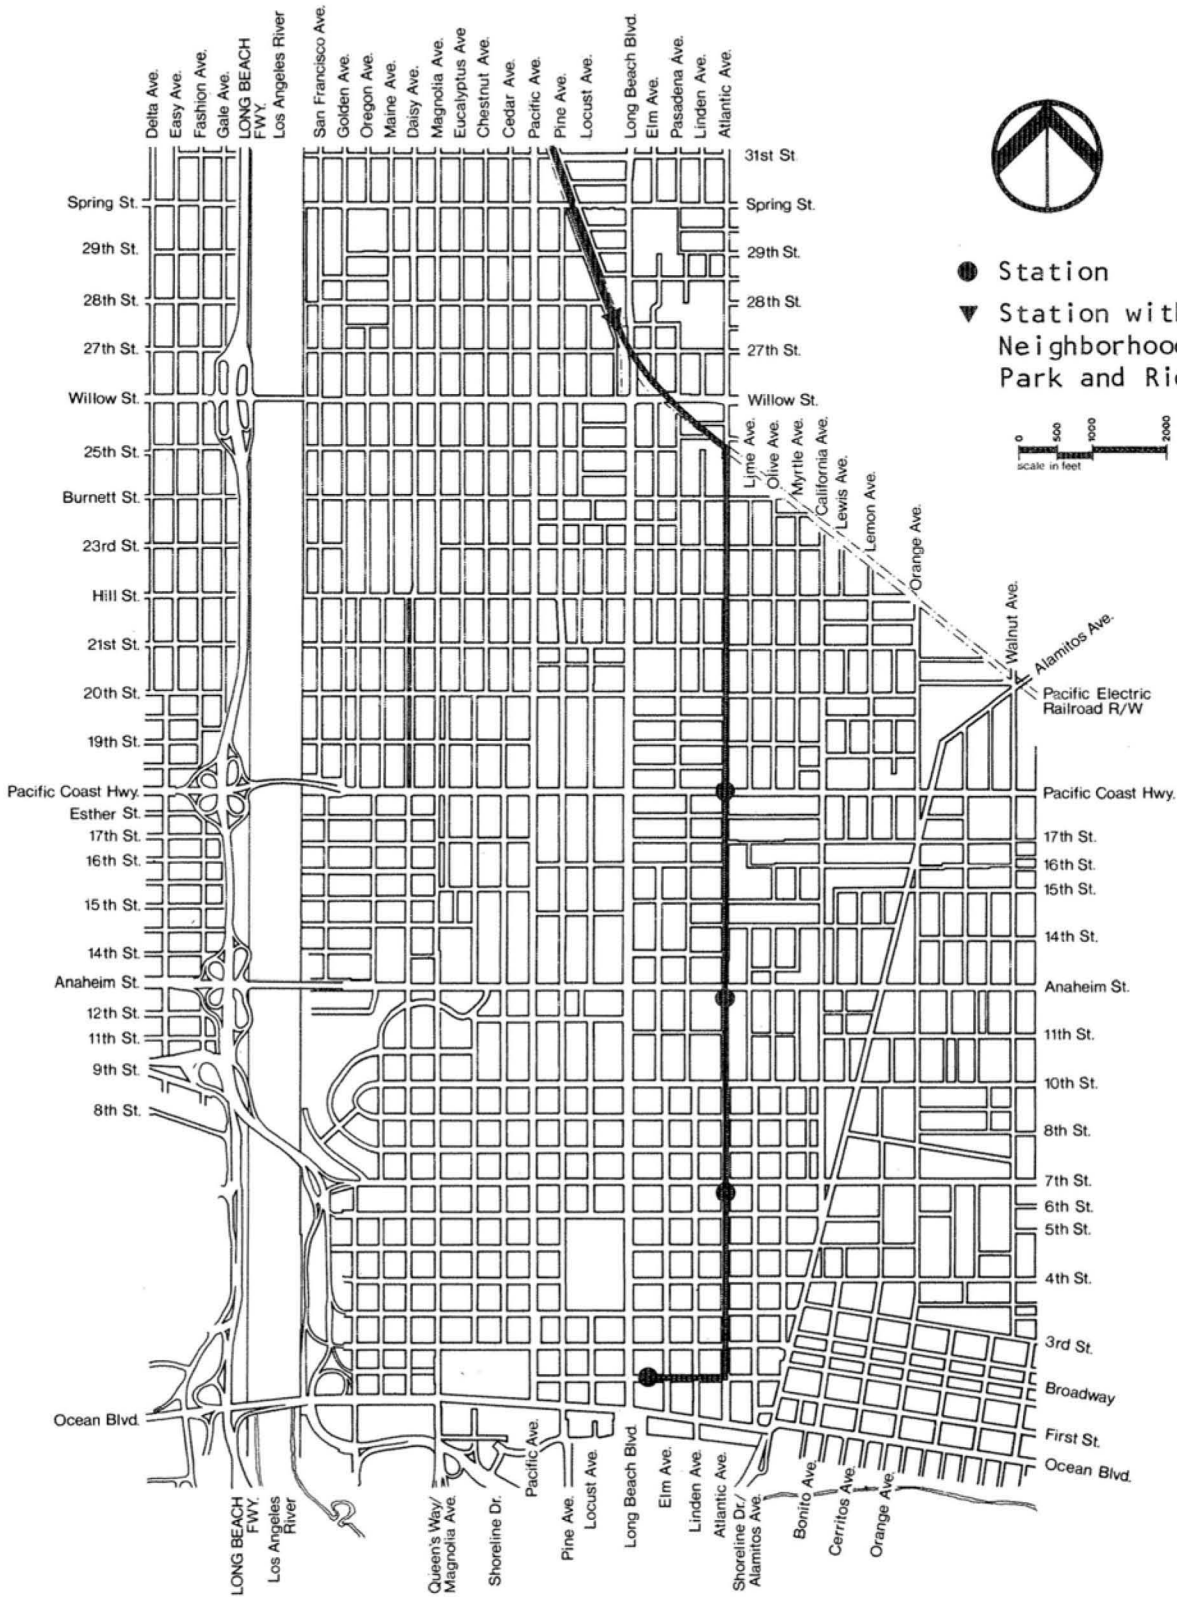 Delta Ave.
Easy Ave.
Fashion Ave.
Gale Ave.
LONG BEACH
FWY.
Los Angeles River
San Francisco Ave.
Golden Ave.
Oregon Ave.
Maine Ave.
Daisy Ave.
Magnolia Ave.
Eucalyptus Ave
Chestnut Ave.
Cedar Ave.
Pacific Ave.
Pine Ave.
Locust Ave.
Long Beach Blvd.
Elm Ave.
Pasadena Ave.
Linden Ave.
Atlantic Ave.
31st St.
Spring St.
29th St.
28th St.
27th St.
Willow St.
Station
Station with
Neighborhood
Park and
0
500
1000
2000
scale in feet
Spring St.
29th St.
28th St.
27th St.
Willow St.
25th St.
Burnett St.
23rd St.
Hill St.
21st St.
20th St.
19th St.
Pacific Coast Hwy.
Esther St.
17th St.
16th St.
15th St.
14th St.
Anaheim St.
12th St.
11th St.
9th St.
8th St.
Ocean Blvd.
Lime Ave.
Olive Ave.
Myrtle Ave.
California Ave.
Lewis Ave.
Lemon Ave.
Orange Ave.
Walnut Ave.
Alamitos Ave.
Pacific Electric
Railroad R/W
Pacific Coast Hwy.
17th St.
16th St.
15th St.
14th St.
Anaheim St.
11th St.
10th St.
8th St.
7th St.
6th St.
5th St.
4th St.
3rd St.
Broadway
First St.
Ocean Blvd.
LONG BEACH
FWY.
Los Angeles
River
Queen's Way/
Magnolia Ave.
Shoreline Dr.
Pacific Ave.
Pine Ave.
Locust Ave.
Long Beach Blvd.
Elm Ave.
Linden Ave.
Atlantic Ave.
Shoreline Dr./
Alamitos Ave.
Bonito Ave.
Cerritos Ave.
Orange Ave.